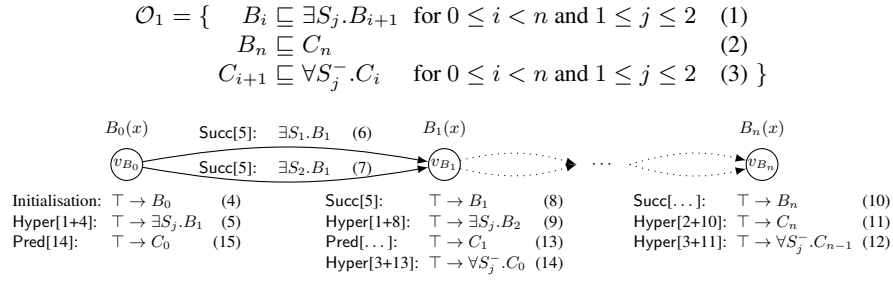 𝒪₁ = { Bᵢ ⊑ ∃Sⱼ.Bᵢ₊₁ for 0 ≤ i < n and 1 ≤ j ≤ 2 (1)
Bₙ ⊑ Cₙ (2)
Cᵢ₊₁ ⊑ ∀Sⱼ⁻.Cᵢ for 0 ≤ i < n and 1 ≤ j ≤ 2 (3) }
B₀(x) Succ[5]: ∃S₁.B₁ (6) B₁(x) Bₙ(x)
v_{B₀} Succ[5]: ∃S₂.B₁ (7) v_{B₁} ⋯ v_{Bₙ}
Initialisation: ⊤ → B₀ (4) Succ[5]: ⊤ → B₁ (8) Succ[…]: ⊤ → Bₙ (10)
Hyper[1+4]: ⊤ → ∃Sⱼ.B₁ (5) Hyper[1+8]: ⊤ → ∃Sⱼ.B₂ (9) Hyper[2+10]: ⊤ → Cₙ (11)
Pred[14]: ⊤ → C₀ (15) Pred[…]: ⊤ → C₁ (13) Hyper[3+11]: ⊤ → ∀Sⱼ⁻.Cₙ₋₁ (12)
Hyper[3+13]: ⊤ → ∀Sⱼ⁻.C₀ (14)